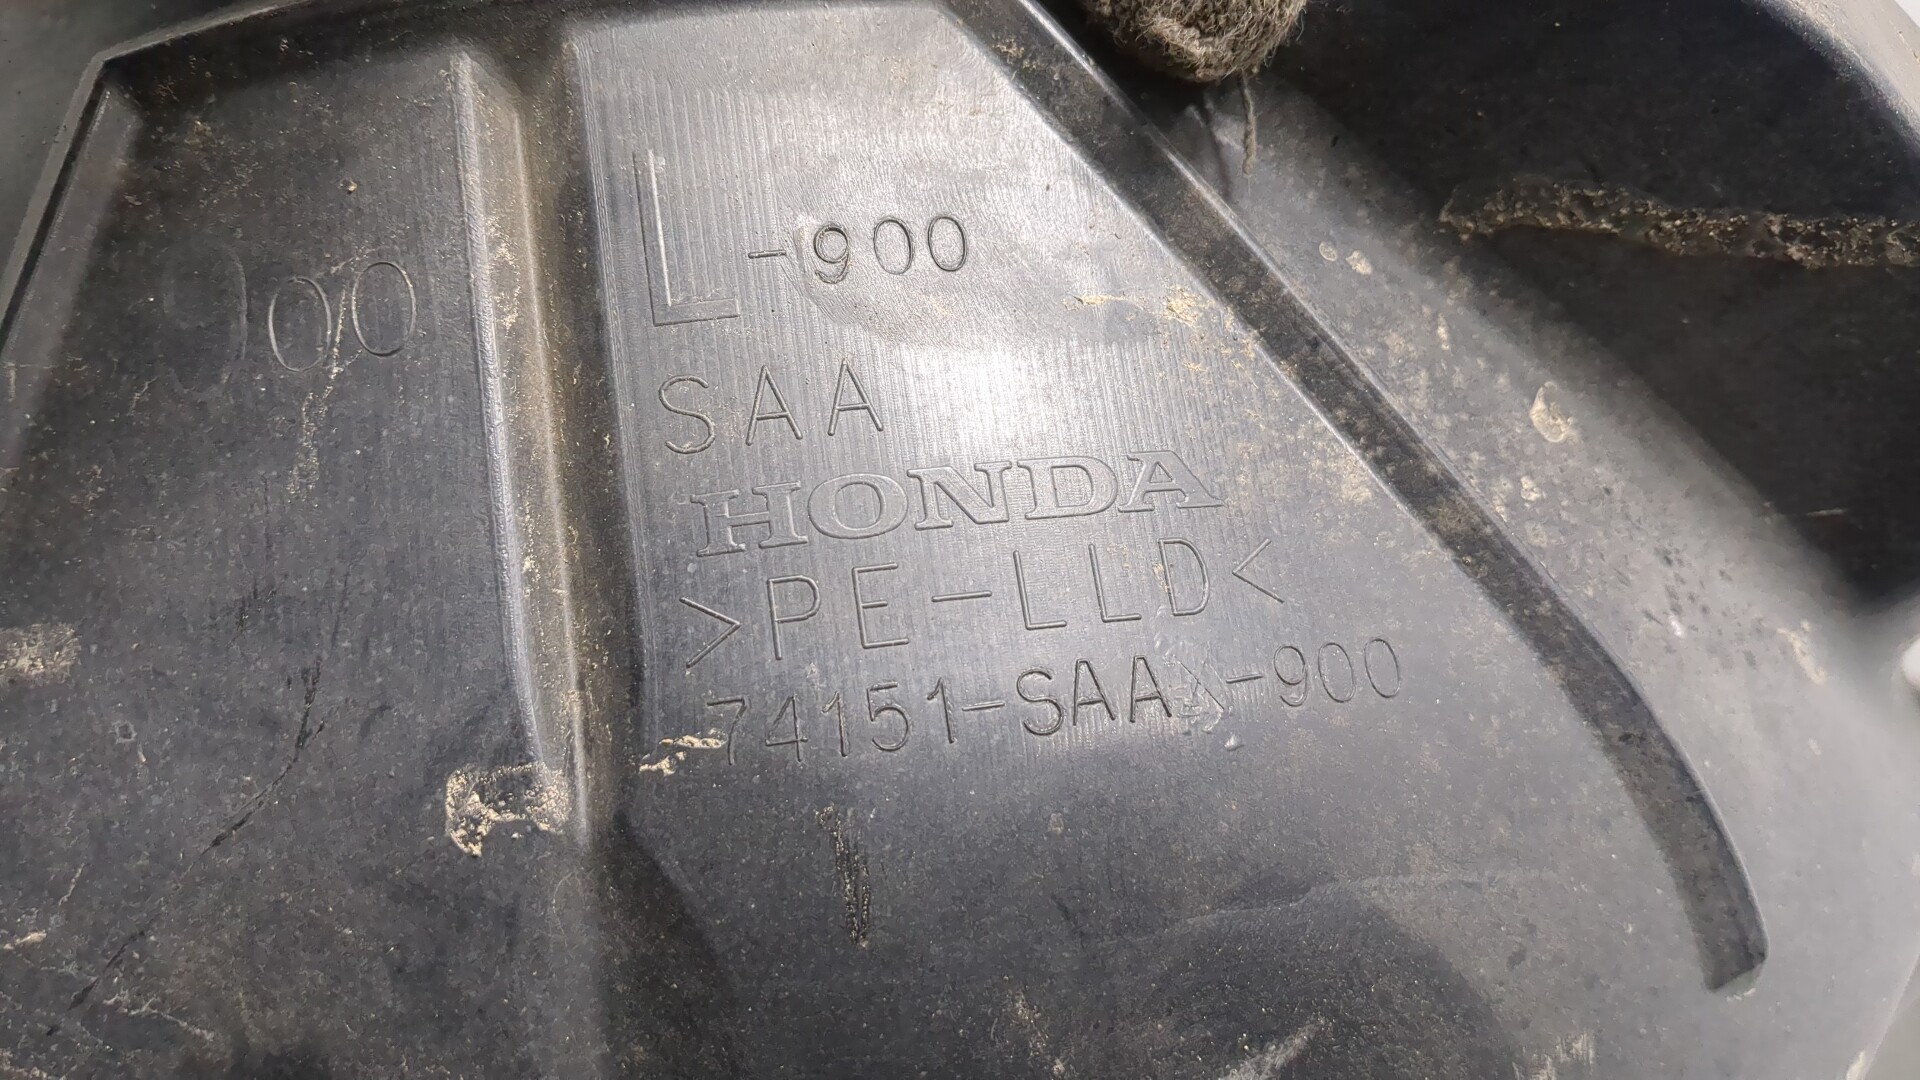 900
L-900
SAA
HONDA
>PE-LLD<
74151-SAA -900